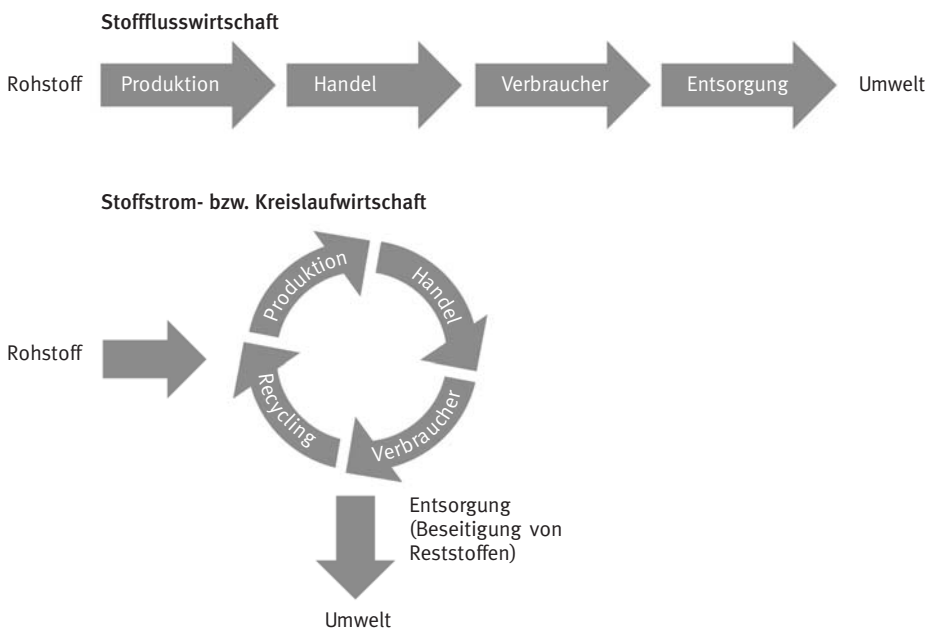 Stoffflusswirtschaft
Rohstoff Produktion Handel Verbraucher Entsorgung Umwelt
Stoffstrom- bzw. Kreislaufwirtschaft
Produktion
Handel
Rohstoff
Recycling
Verbraucher
Entsorgung
(Beseitigung von
Reststoffen)
Umwelt